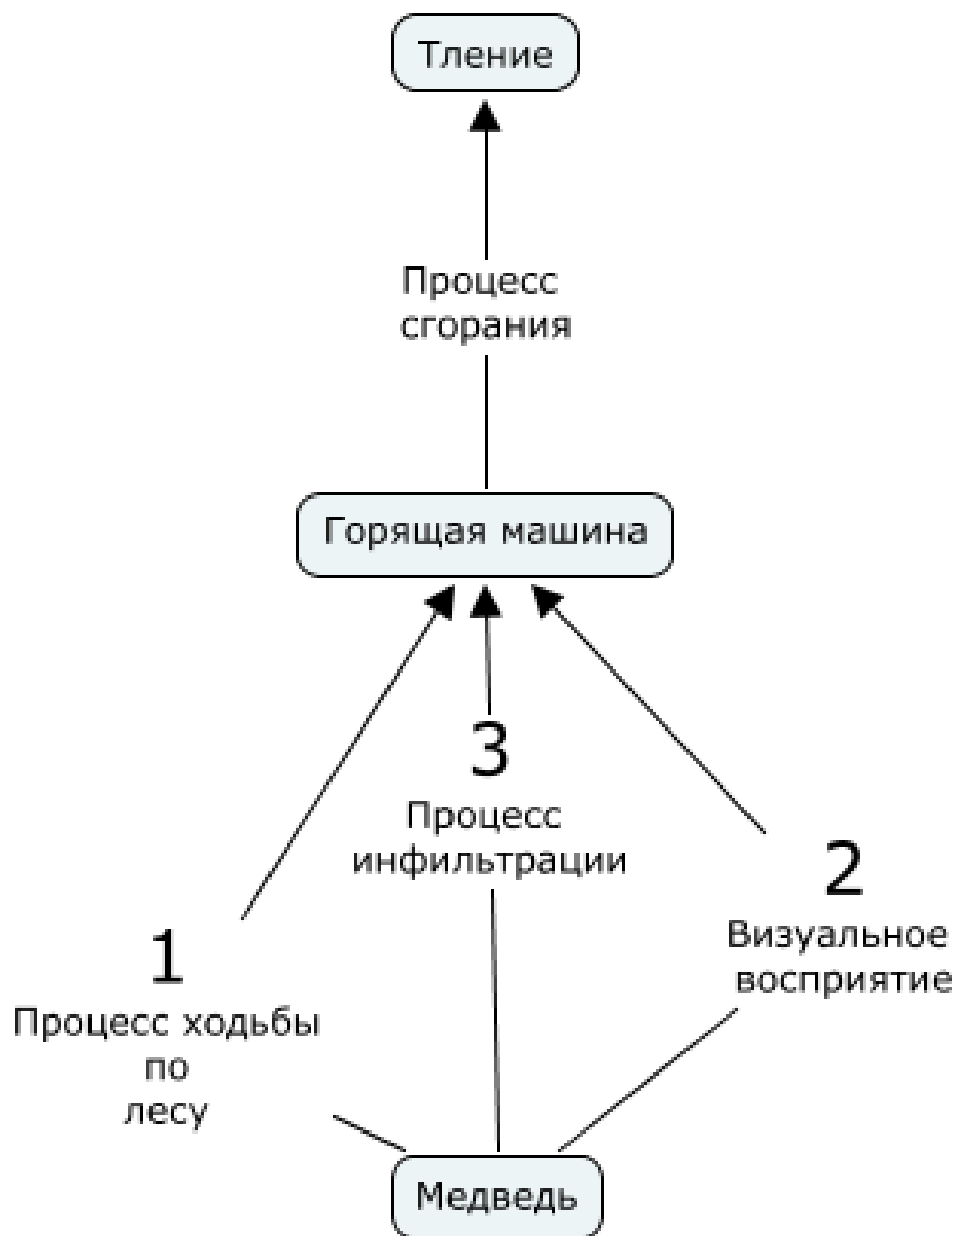 Тление
Процесс
сгорания
Горящая машина
3
Процесс
инфильтрации
2
Визуальное
восприятие
1
Процесс ходьбы
по
лесу
Медведь